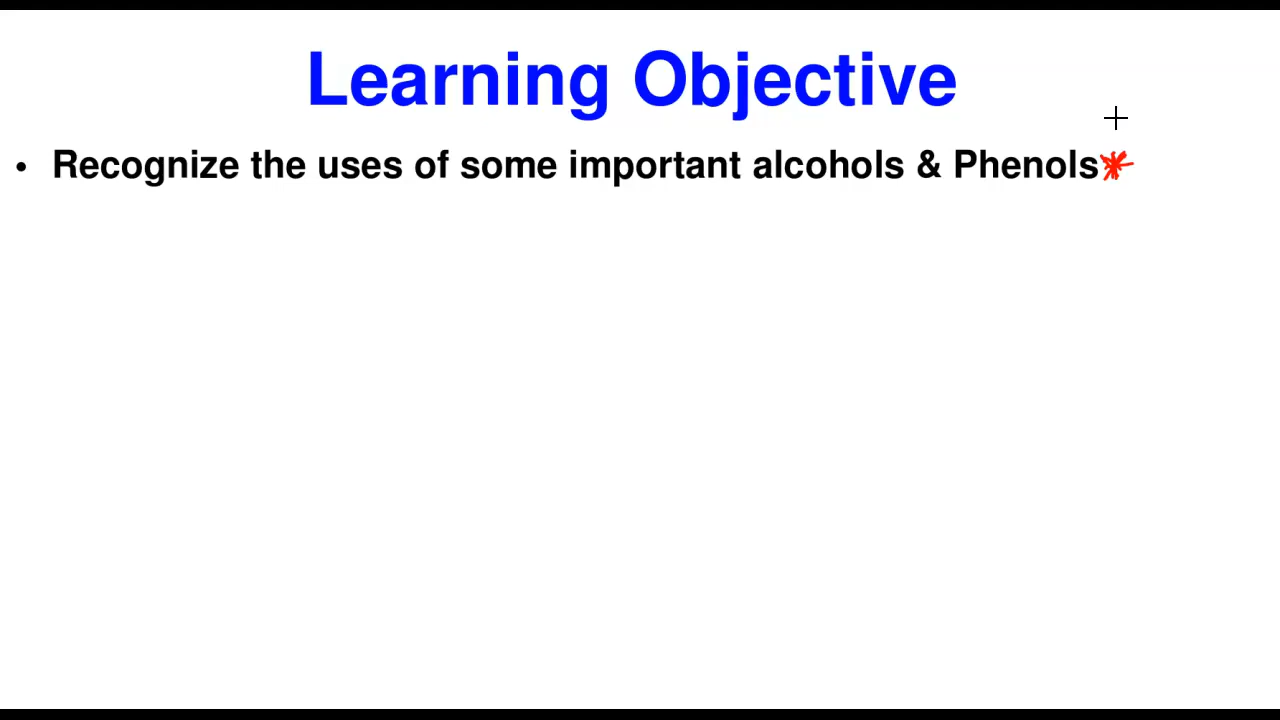 Learning Objective
• Recognize the uses of some important alcohols & Phenols*